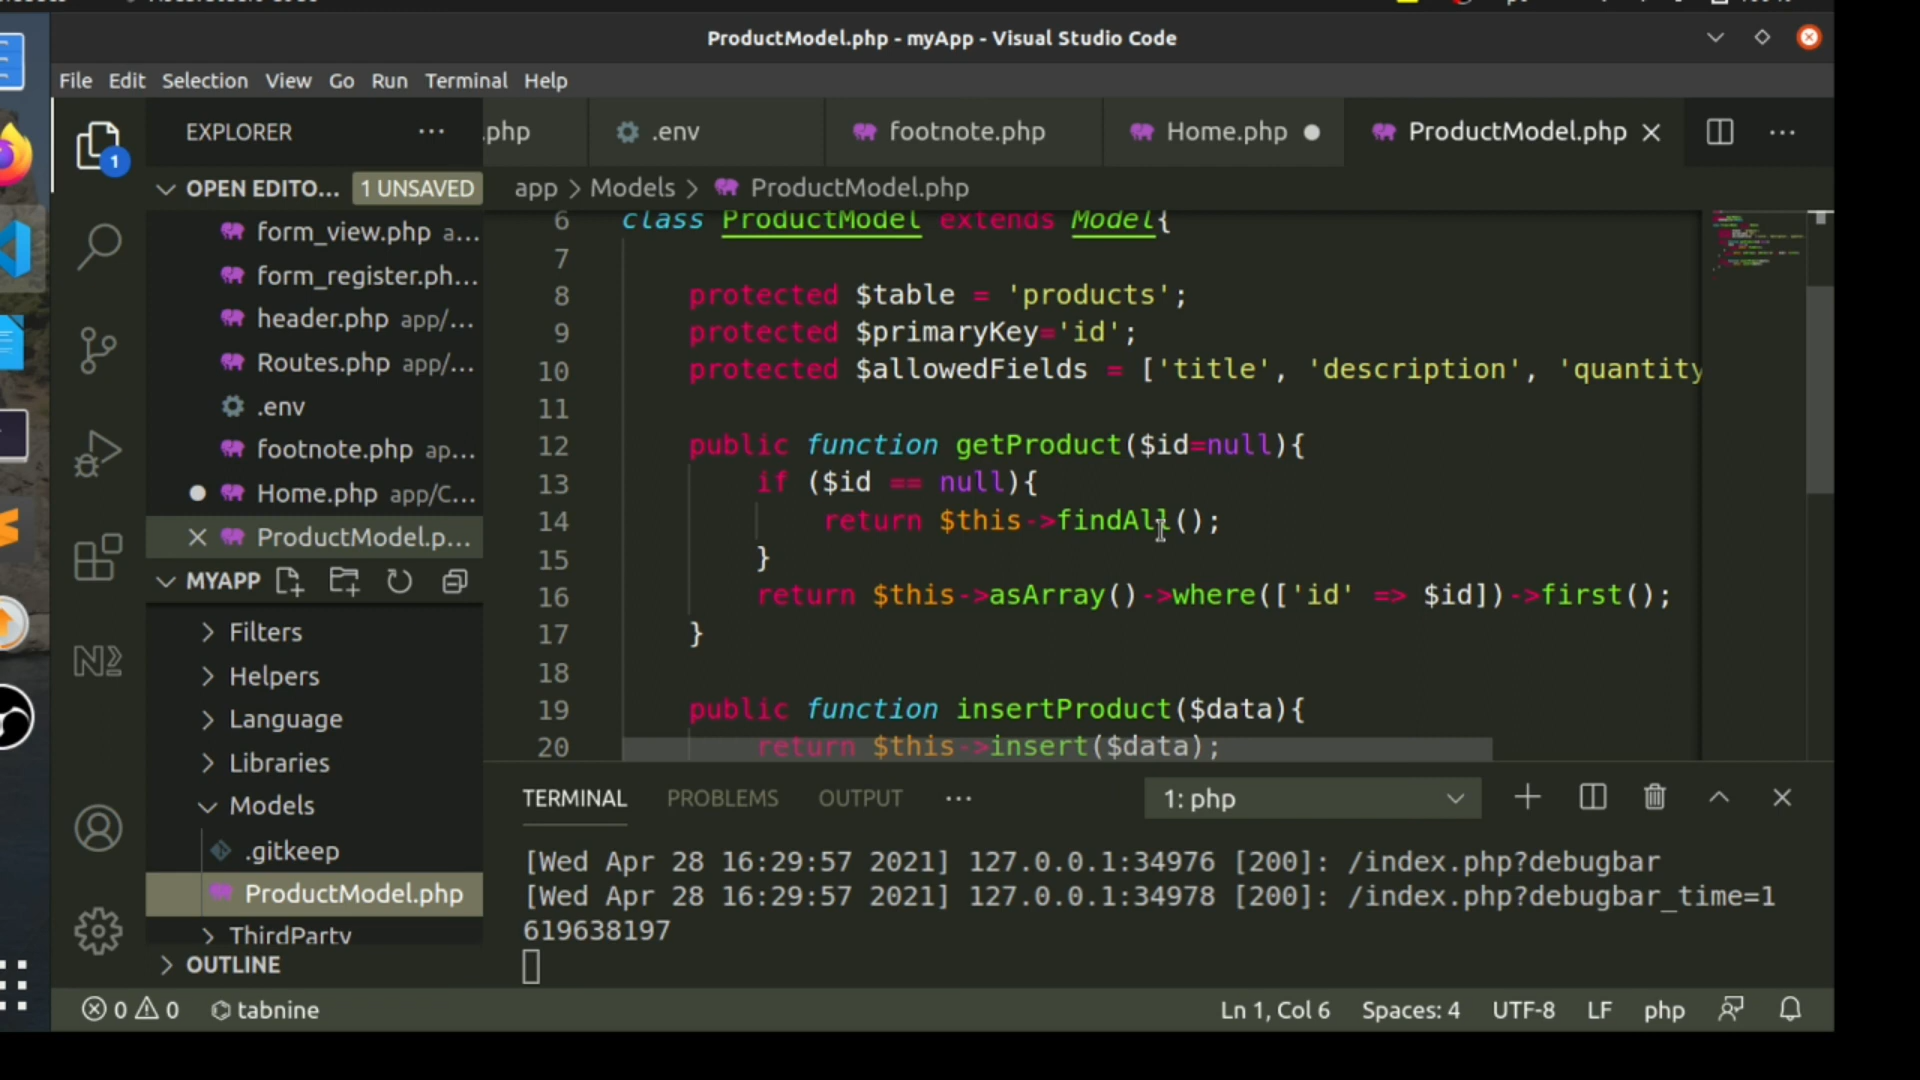 ProductModel.php - myApp - Visual Studio Code
File Edit Selection View Go Run Terminal Help
EXPLORER
.php
.env
footnote.php
Home.php
ProductModel.php
OPEN EDITO... 1 UNSAVED
app > Models > ProductModel.php
form_view.php a...
form_register.ph...
header.php app/...
Routes.php app/...
.env
footnote.php ap...
Home.php app/C...
ProductModel.p...
MYAPP
Filters
Helpers
Language
Libraries
Models
.gitkeep
ProductModel.php
ThirdParty
OUTLINE
6 class ProductModel extends Model{
7
8 protected $table = 'products';
9 protected $primaryKey='id';
10 protected $allowedFields = ['title', 'description', 'quantity
11
12 public function getProduct($id=null){
13 if ($id == null){
14 return $this->findAll();
15 }
16 return $this->asArray()->where(['id' => $id])->first();
17 }
18
19 public function insertProduct($data){
20 return $this->insert($data);
TERMINAL PROBLEMS OUTPUT ... 1: php
[Wed Apr 28 16:29:57 2021] 127.0.0.1:34976 [200]: /index.php?debugbar
[Wed Apr 28 16:29:57 2021] 127.0.0.1:34978 [200]: /index.php?debugbar_time=1
619638197
0 0 tabnine Ln 1, Col 6 Spaces: 4 UTF-8 LF php